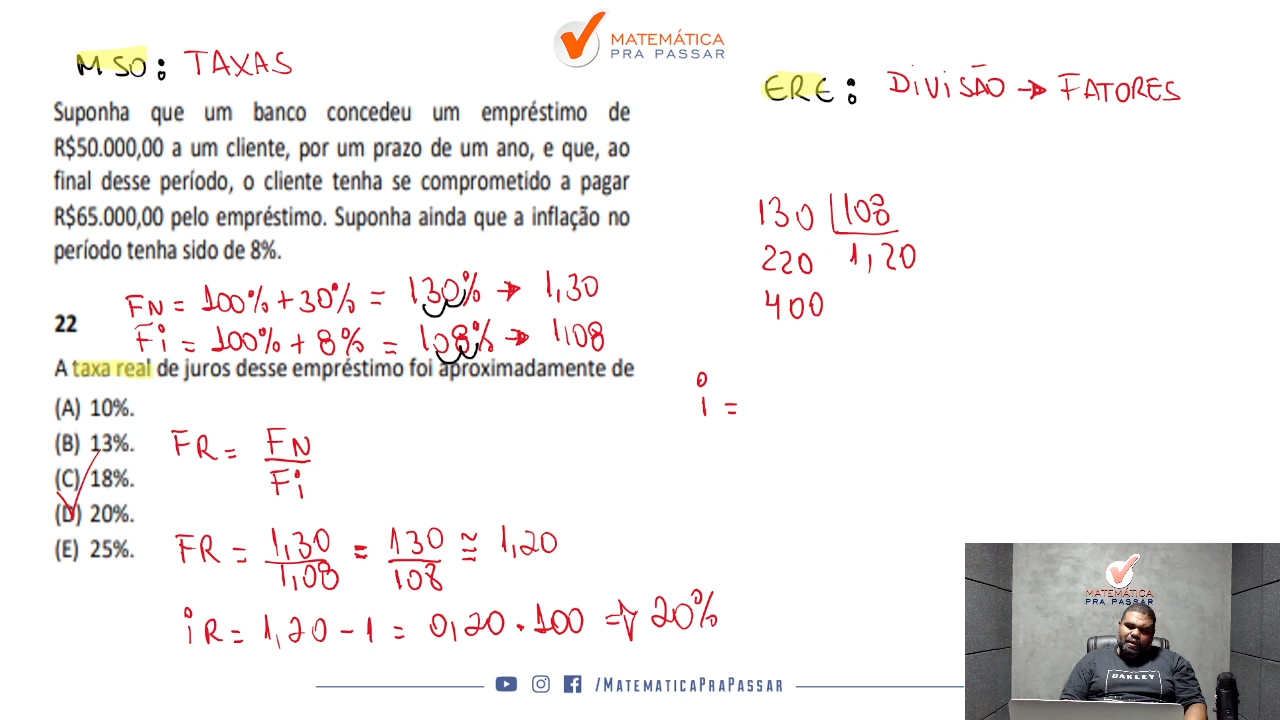 MATEMÁTICA
PRA PASSAR
MSO: TAXAS
ERE: DIVISÃO → FATORES
Suponha que um banco concedeu um empréstimo de
R$50.000,00 a um cliente, por um prazo de um ano, e que, ao
final desse período, o cliente tenha se comprometido a pagar
R$65.000,00 pelo empréstimo. Suponha ainda que a inflação no
período tenha sido de 8%.
130 | 108
220 1,20
400
FN = 100% + 30% = 130% → 1,30
Fi = 100% + 8% = 108% → 1,08
22
A taxa real de juros desse empréstimo foi aproximadamente de
(A) 10%.
(B) 13%.
(C) 18%.
(D) 20%.
(E) 25%.
i =
FR = FN / Fi
FR = 1,30 / 1,08 = 130 / 108 ≅ 1,20
iR = 1,20 - 1 = 0,20 . 100 ⇒ 20%
/MATEMATICAPRAPASSAR
MATEMÁTICA
PRA PASSAR
OAKLEY